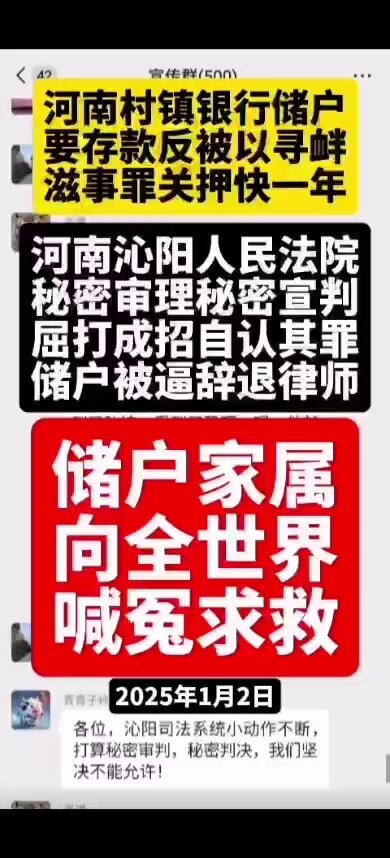 42
宣传群(500)
河南村镇银行储户
要存款反被以寻衅
滋事罪关押快一年
河南沁阳人民法院
秘密审理秘密宣判
屈打成招自认其罪
储户被逼辞退律师
储户家属
向全世界
喊冤求救
2025年1月2日
各位，沁阳司法系统小动作不断，
打算秘密审判，秘密判决，我们坚
决不能允许！